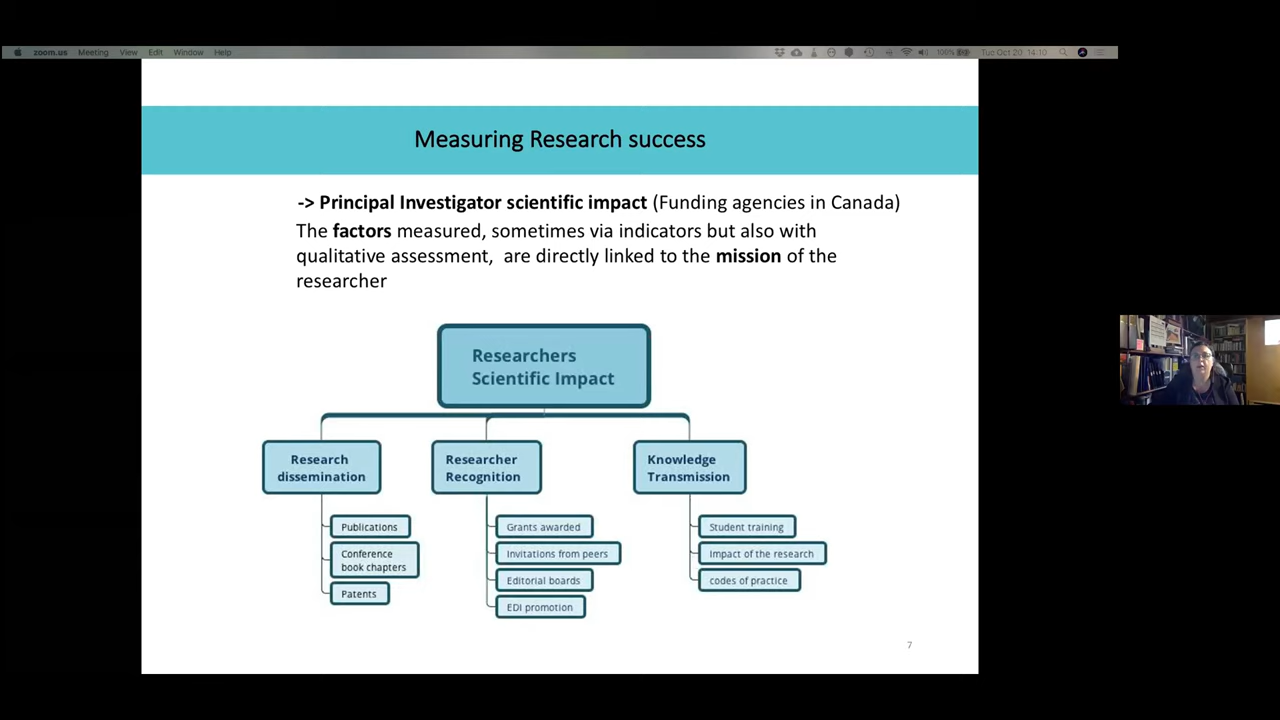 zoom.us Meeting View Edit Window Help 100% Tue Oct 20 14:10
Measuring Research success
-> Principal Investigator scientific impact (Funding agencies in Canada)
The factors measured, sometimes via indicators but also with
qualitative assessment, are directly linked to the mission of the
researcher
Researchers
Scientific Impact
Research
dissemination
Publications
Conference
book chapters
Patents
Researcher
Recognition
Grants awarded
Invitations from peers
Editorial boards
EDI promotion
Knowledge
Transmission
Student training
Impact of the research
codes of practice
7